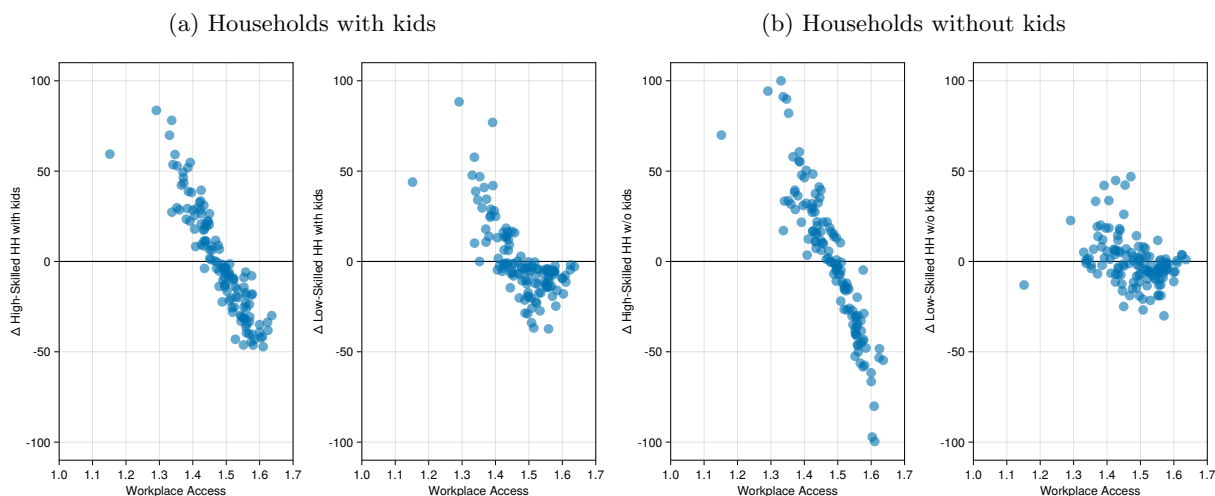 (a) Households with kids
(b) Households without kids
Δ High-Skilled HH with kids
100
50
0
-50
-100
1.0 1.1 1.2 1.3 1.4 1.5 1.6 1.7
Workplace Access
Δ Low-Skilled HH with kids
100
50
0
-50
-100
1.0 1.1 1.2 1.3 1.4 1.5 1.6 1.7
Workplace Access
Δ High-Skilled HH w/o kids
100
50
0
-50
-100
1.0 1.1 1.2 1.3 1.4 1.5 1.6 1.7
Workplace Access
Δ Low-Skilled HH w/o kids
100
50
0
-50
-100
1.0 1.1 1.2 1.3 1.4 1.5 1.6 1.7
Workplace Access